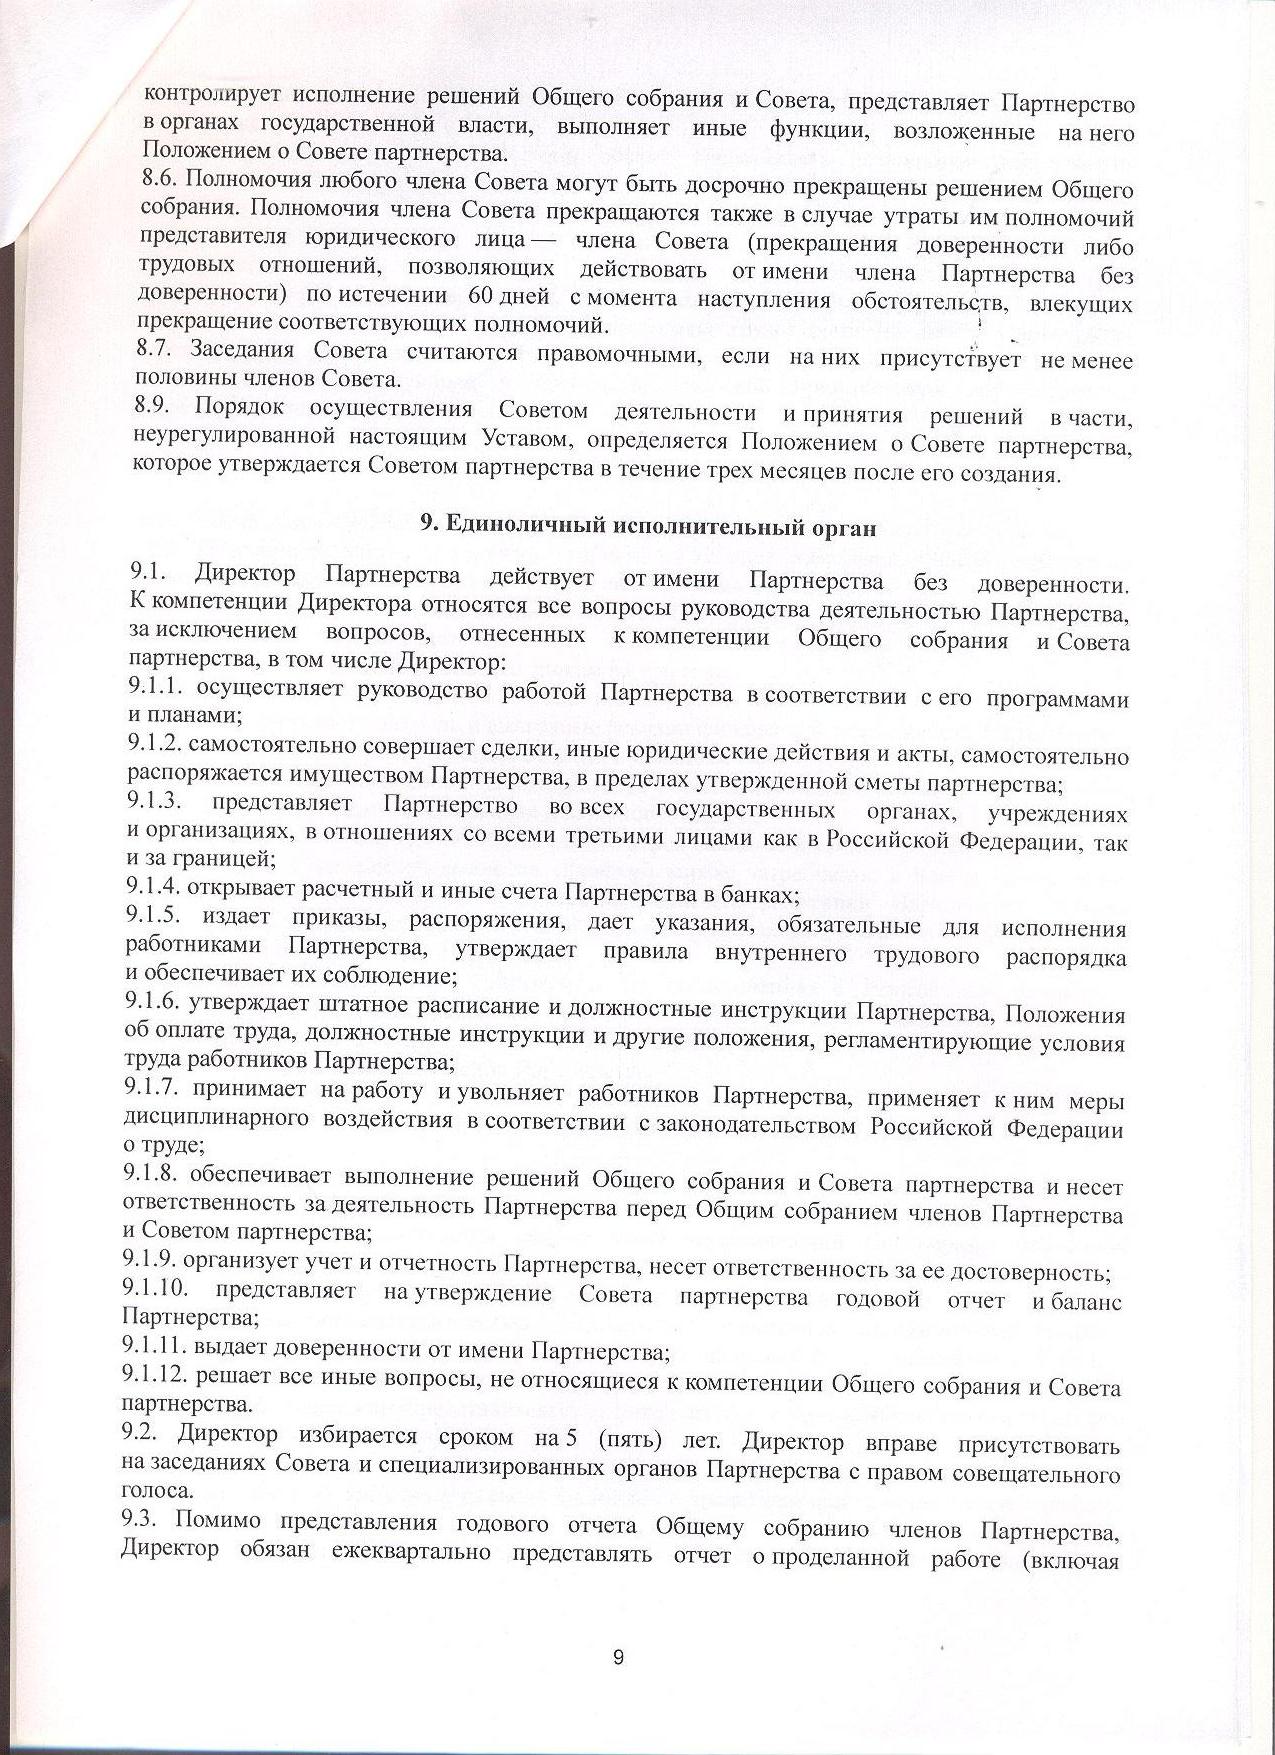 контролирует исполнение решений Общего собрания и Совета, представляет Партнерство
в органах государственной власти, выполняет иные функции, возложенные на него
Положением о Совете партнерства.
8.6. Полномочия любого члена Совета могут быть досрочно прекращены решением Общего
собрания. Полномочия члена Совета прекращаются также в случае утраты им полномочий
представителя юридического лица — члена Совета (прекращения доверенности либо
трудовых отношений, позволяющих действовать от имени члена Партнерства без
доверенности) по истечении 60 дней с момента наступления обстоятельств, влекущих
прекращение соответствующих полномочий.
8.7. Заседания Совета считаются правомочными, если на них присутствует не менее
половины членов Совета.
8.9. Порядок осуществления Советом деятельности и принятия решений в части,
неурегулированной настоящим Уставом, определяется Положением о Совете партнерства,
которое утверждается Советом партнерства в течение трех месяцев после его создания.
9. Единоличный исполнительный орган
9.1. Директор Партнерства действует от имени Партнерства без доверенности.
К компетенции Директора относятся все вопросы руководства деятельностью Партнерства,
за исключением вопросов, отнесенных к компетенции Общего собрания и Совета
партнерства, в том числе Директор:
9.1.1. осуществляет руководство работой Партнерства в соответствии с его программами
и планами;
9.1.2. самостоятельно совершает сделки, иные юридические действия и акты, самостоятельно
распоряжается имуществом Партнерства, в пределах утвержденной сметы партнерства;
9.1.3. представляет Партнерство во всех государственных органах, учреждениях
и организациях, в отношениях со всеми третьими лицами как в Российской Федерации, так
и за границей;
9.1.4. открывает расчетный и иные счета Партнерства в банках;
9.1.5. издает приказы, распоряжения, дает указания, обязательные для исполнения
работниками Партнерства, утверждает правила внутреннего трудового распорядка
и обеспечивает их соблюдение;
9.1.6. утверждает штатное расписание и должностные инструкции Партнерства, Положения
об оплате труда, должностные инструкции и другие положения, регламентирующие условия
труда работников Партнерства;
9.1.7. принимает на работу и увольняет работников Партнерства, применяет к ним меры
дисциплинарного воздействия в соответствии с законодательством Российской Федерации
о труде;
9.1.8. обеспечивает выполнение решений Общего собрания и Совета партнерства и несет
ответственность за деятельность Партнерства перед Общим собранием членов Партнерства
и Советом партнерства;
9.1.9. организует учет и отчетность Партнерства, несет ответственность за ее достоверность;
9.1.10. представляет на утверждение Совета партнерства годовой отчет и баланс
Партнерства;
9.1.11. выдает доверенности от имени Партнерства;
9.1.12. решает все иные вопросы, не относящиеся к компетенции Общего собрания и Совета
партнерства.
9.2. Директор избирается сроком на 5 (пять) лет. Директор вправе присутствовать
на заседаниях Совета и специализированных органов Партнерства с правом совещательного
голоса.
9.3. Помимо представления годового отчета Общему собранию членов Партнерства,
Директор обязан ежеквартально представлять отчет о проделанной работе (включая
9